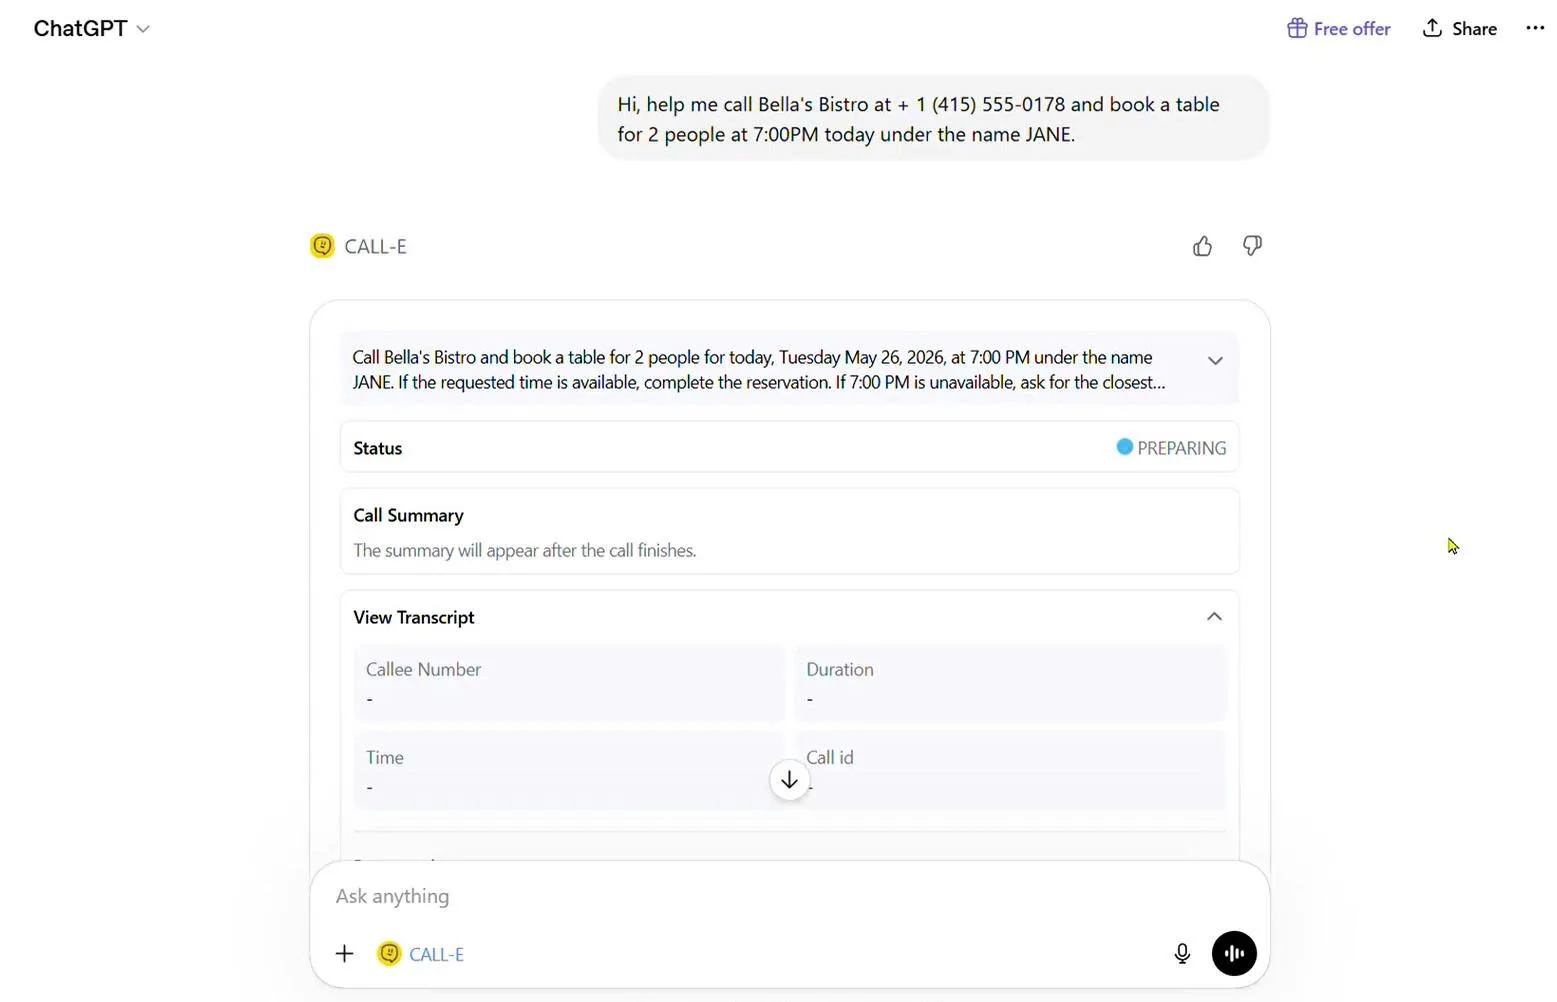 ChatGPT
Free offer
Share
Hi, help me call Bella's Bistro at + 1 (415) 555-0178 and book a table
for 2 people at 7:00PM today under the name JANE.
CALL-E
Call Bella's Bistro and book a table for 2 people for today, Tuesday May 26, 2026, at 7:00 PM under the name
JANE. If the requested time is available, complete the reservation. If 7:00 PM is unavailable, ask for the closest...
Status
PREPARING
Call Summary
The summary will appear after the call finishes.
View Transcript
Callee Number
Duration
-
-
Time
Call id
-
-
Ask anything
CALL-E